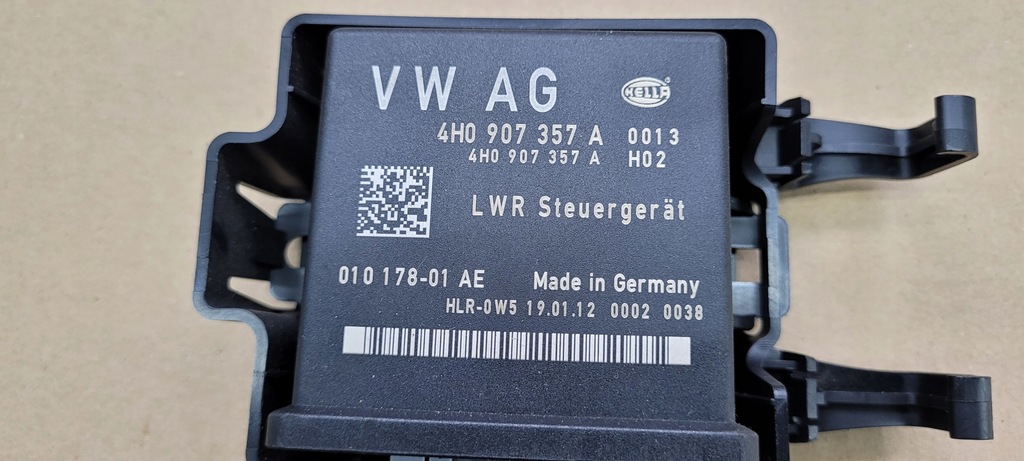 VW AG HELLA ®
4H0 907 357 A 0013
4H0 907 357 A H02
LWR Steuergerät
010 178-01 AE Made in Germany
HLR-0W5 19.01.12 0002 0038